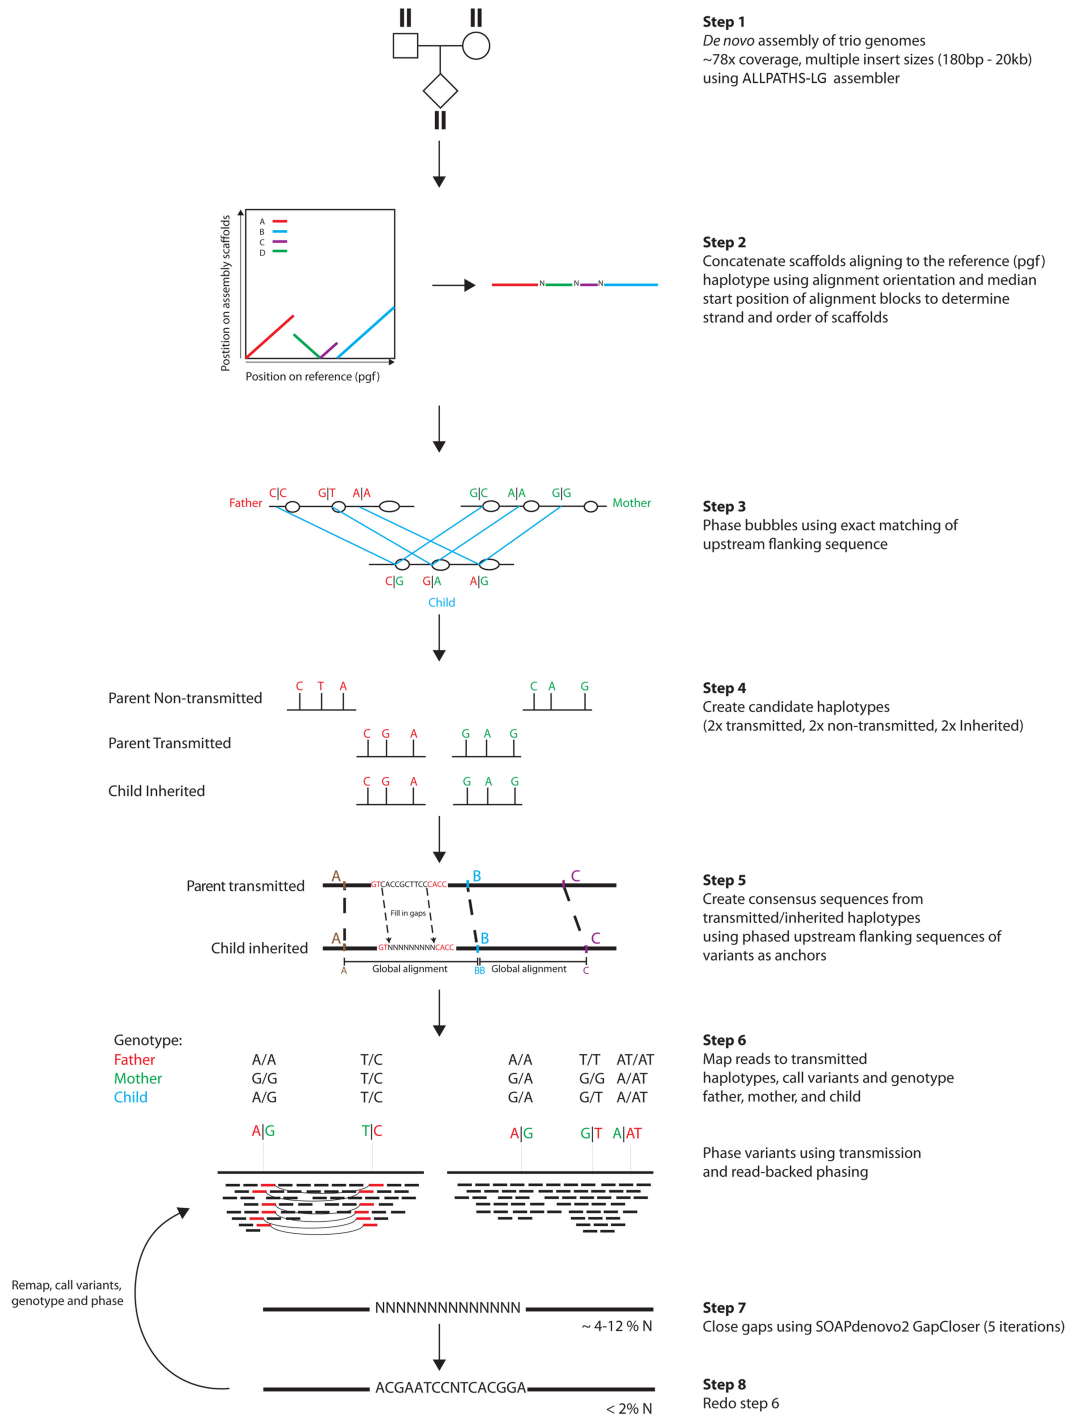 Step 1
De novo assembly of trio genomes
~78x coverage, multiple insert sizes (180bp - 20kb)
using ALLPATHS-LG assembler
Postition on assembly scaffolds
A
B
C
D
Position on reference (pgf)
N N N
Step 2
Concatenate scaffolds aligning to the reference (pgf)
haplotype using alignment orientation and median
start position of alignment blocks to determine
strand and order of scaffolds
C|C G|T A|A G|C A|A G|G
Father Mother
C|G G|A A|G
Child
Step 3
Phase bubbles using exact matching of
upstream flanking sequence
C T A C A G
Parent Non-transmitted
C G A G A G
Parent Transmitted
C G A G A G
Child Inherited
Step 4
Create candidate haplotypes
(2x transmitted, 2x non-transmitted, 2x Inherited)
A B C
Parent transmitted GTCACCGCTTCCCACC
Fill in gaps
A B C
Child inherited GTNNNNNNNNNCACC
A Global alignment BB Global alignment C
Step 5
Create consensus sequences from
transmitted/inherited haplotypes
using phased upstream flanking sequences of
variants as anchors
Genotype:
Father A/A T/C A/A T/T AT/AT
Mother G/G T/C G/A G/G A/AT
Child A/G T/C G/A G/T A/AT
A|G T|C A|G G|T A|AT
Step 6
Map reads to transmitted
haplotypes, call variants and genotype
father, mother, and child
Phase variants using transmission
and read-backed phasing
Remap, call variants,
genotype and phase
NNNNNNNNNNNNNN
~ 4-12 % N
Step 7
Close gaps using SOAPdenovo2 GapCloser (5 iterations)
ACGAATCCNTCACGGA
< 2% N
Step 8
Redo step 6